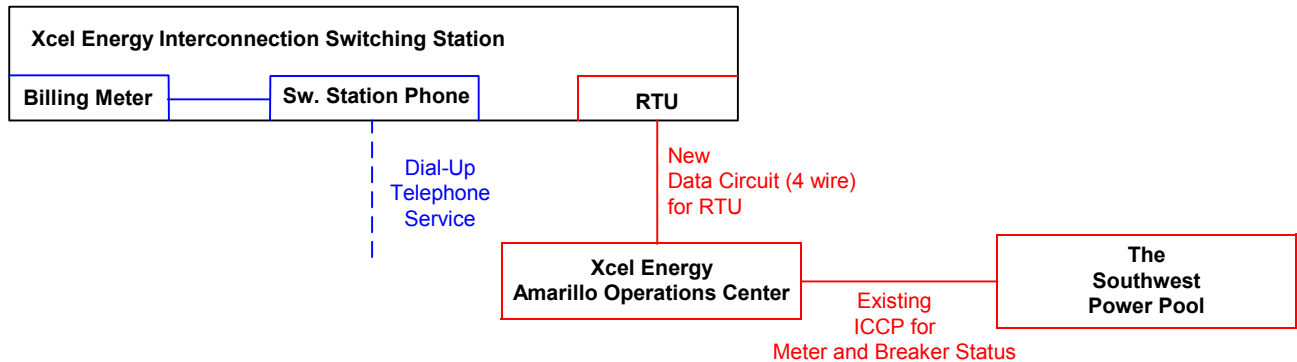 Xcel Energy Interconnection Switching Station
Billing Meter
Sw. Station Phone
RTU
Dial-Up
Telephone
Service
New
Data Circuit (4 wire)
for RTU
Xcel Energy
Amarillo Operations Center
Existing
ICCP for
Meter and Breaker Status
The
Southwest
Power Pool